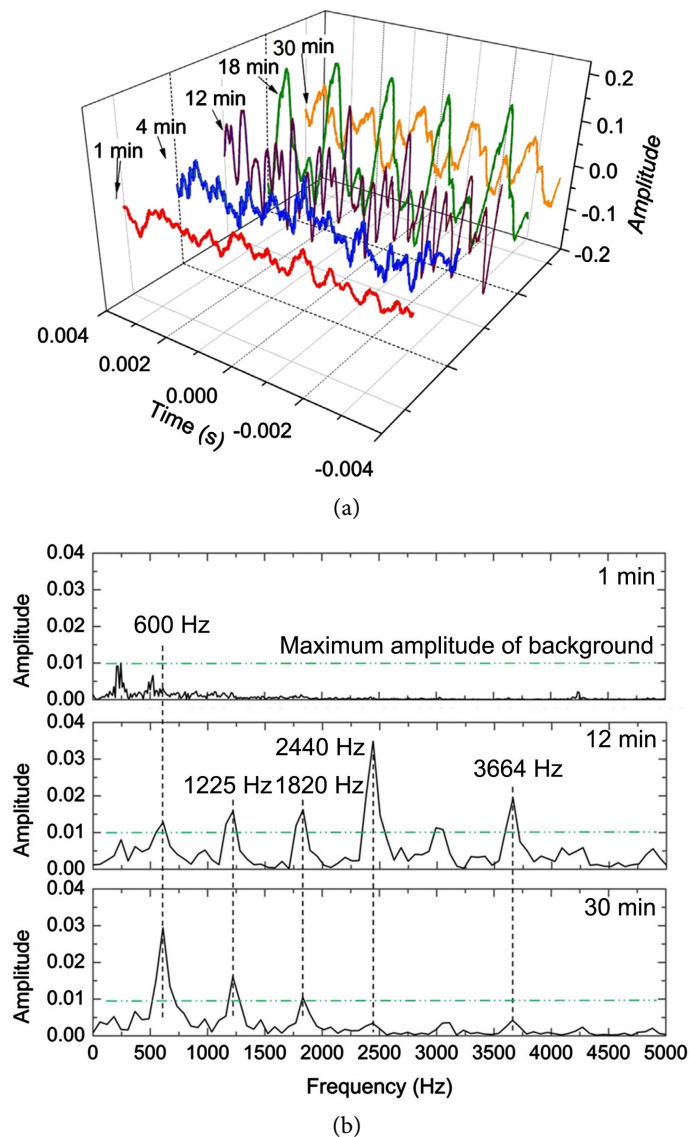 30 min
18 min
12 min
4 min
1 min
0.2
0.1
0.0
-0.1
-0.2
Amplitude
0.004
0.002
0.000
-0.002
-0.004
Time (s)
(a)
0.04
0.03
0.02
0.01
0.00
Amplitude
1 min
600 Hz
Maximum amplitude of background
0.04
0.03
0.02
0.01
0.00
Amplitude
12 min
2440 Hz
1225 Hz 1820 Hz
3664 Hz
0.04
0.03
0.02
0.01
0.00
Amplitude
30 min
0 500 1000 1500 2000 2500 3000 3500 4000 4500 5000
Frequency (Hz)
(b)